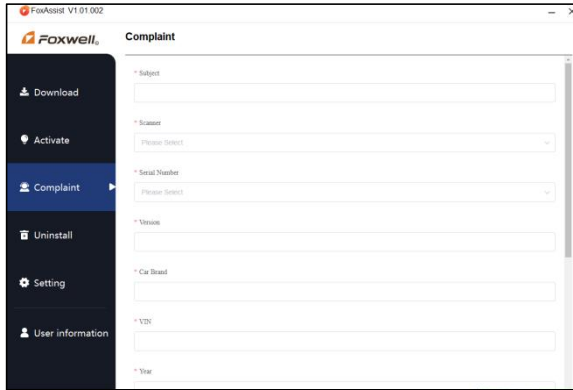 FoxAssist V1.01.002
FOXWELL®
Complaint
Download
Activate
Complaint
Uninstall
Setting
User information
* Subject
* Scanner
Please Select
* Serial Number
Please Select
* Version
* Car Brand
* VIN
* Year